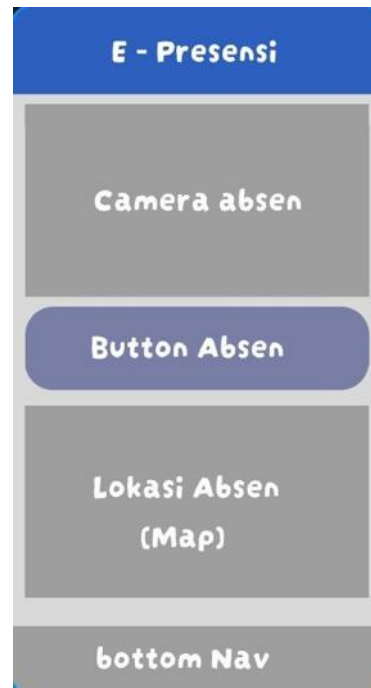 E - Presensi
Camera absen
Button Absen
Lokasi Absen
(Map)
bottom Nav